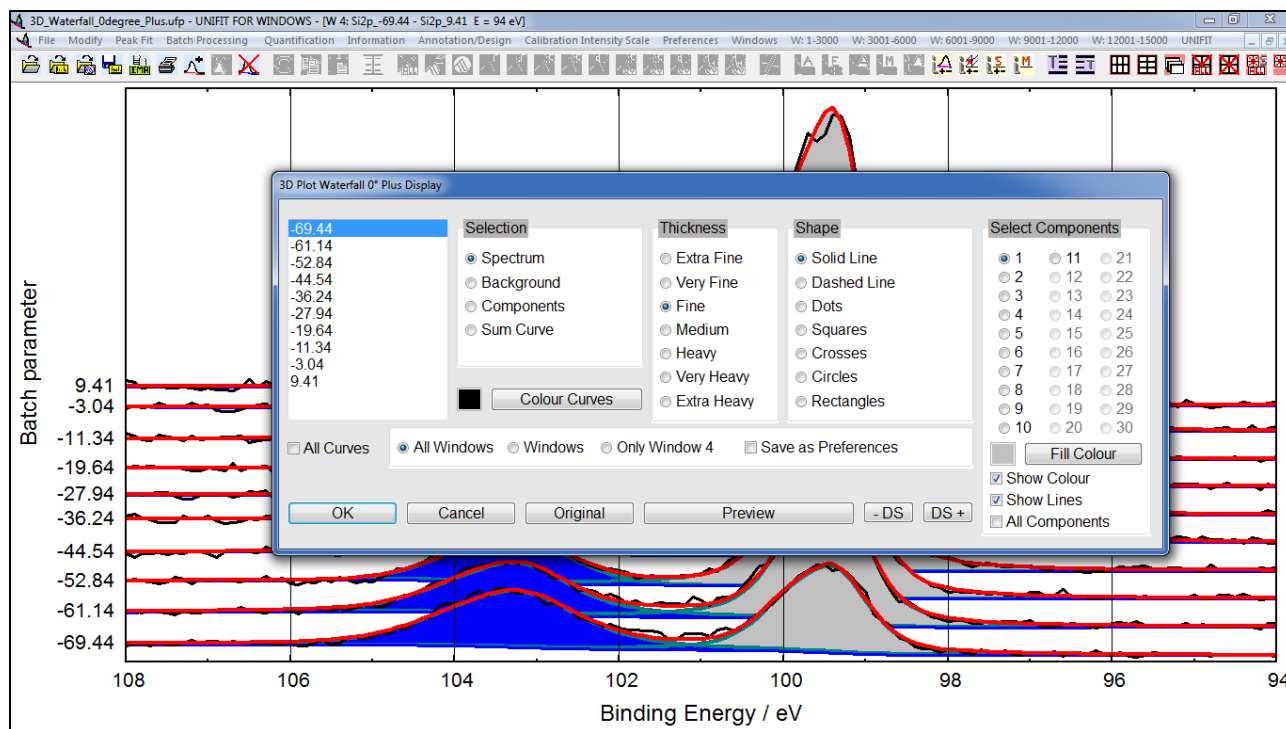 3D_Waterfall_0degree_Plus.ufp - UNIFIT FOR WINDOWS - [W 4: Si2p_-69.44 - Si2p_9.41 E = 94 eV]
File Modify Peak Fit Batch Processing Quantification Information Annotation/Design Calibration Intensity Scale Preferences Windows W: 1-3000 W: 3001-6000 W: 6001-9000 W: 9001-12000 W: 12001-15000 UNIFIT
3D Plot Waterfall 0° Plus Display
-69.44
-61.14
-52.84
-44.54
-36.24
-27.94
-19.64
-11.34
-3.04
9.41
Selection
Spectrum
Background
Components
Sum Curve
Colour Curves
Thickness
Extra Fine
Very Fine
Fine
Medium
Heavy
Very Heavy
Extra Heavy
Shape
Solid Line
Dashed Line
Dots
Squares
Crosses
Circles
Rectangles
Select Components
1 11 21
2 12 22
3 13 23
4 14 24
5 15 25
6 16 26
7 17 27
8 18 28
9 19 29
10 20 30
Fill Colour
Show Colour
Show Lines
All Components
All Curves
All Windows Windows Only Window 4 Save as Preferences
OK Cancel Original Preview - DS DS +
Batch parameter
9.41
-3.04
-11.34
-19.64
-27.94
-36.24
-44.54
-52.84
-61.14
-69.44
108 106 104 102 100 98 96 94
Binding Energy / eV